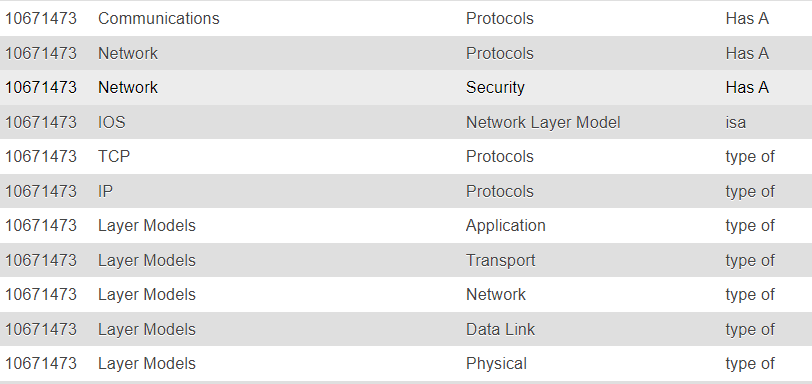 10671473 Communications Protocols Has A
10671473 Network Protocols Has A
10671473 Network Security Has A
10671473 IOS Network Layer Model isa
10671473 TCP Protocols type of
10671473 IP Protocols type of
10671473 Layer Models Application type of
10671473 Layer Models Transport type of
10671473 Layer Models Network type of
10671473 Layer Models Data Link type of
10671473 Layer Models Physical type of